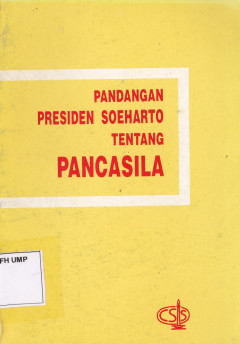 PANDANGAN
PRESIDEN SOEHARTO
TENTANG
PANCASILA
FH UMP
CSIS